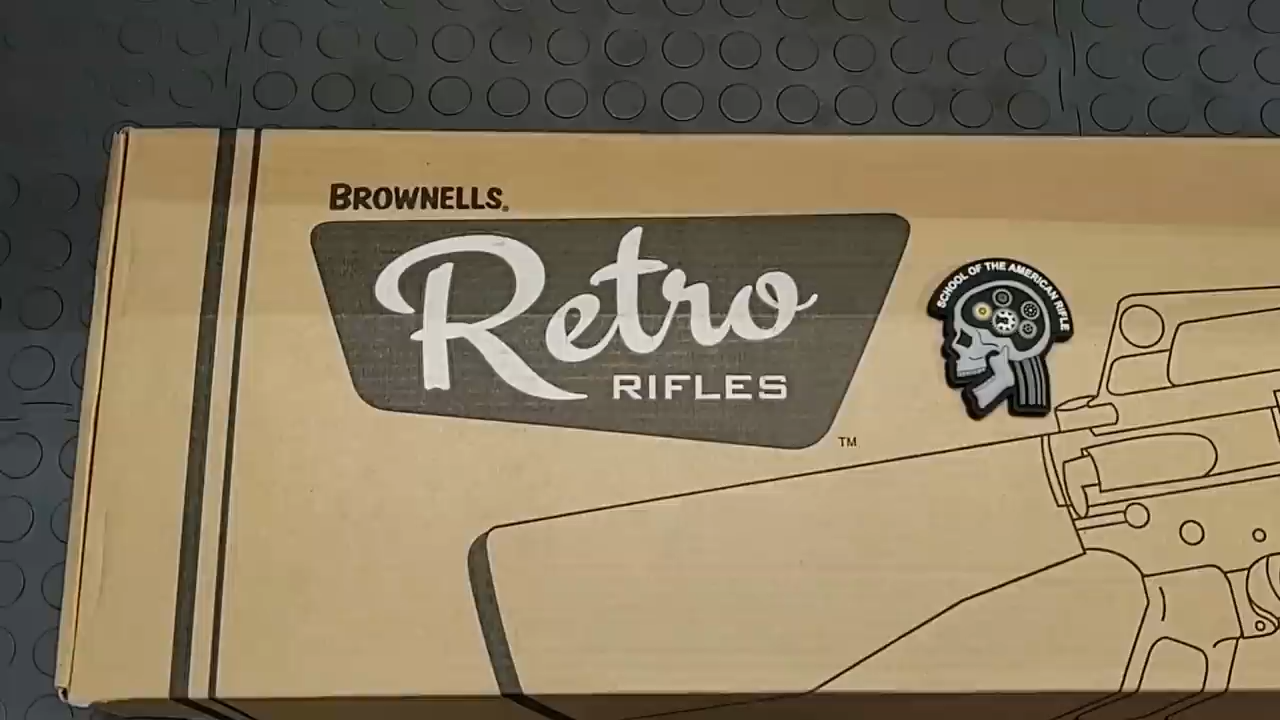 BROWNELLS®
Retro
RIFLES
TM
SCHOOL OF THE AMERICAN RIFLE